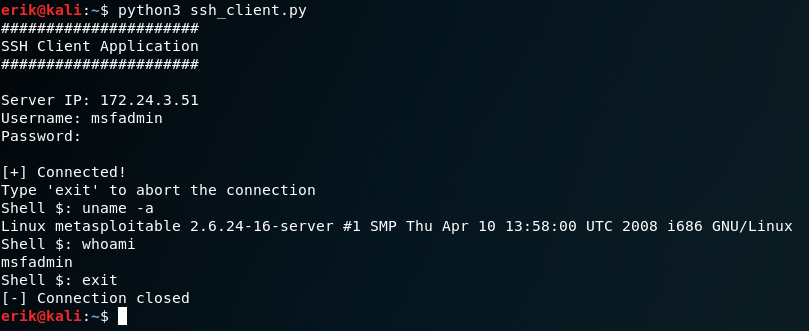 erik@kali:~$ python3 ssh_client.py
######################
SSH Client Application
######################
Server IP: 172.24.3.51
Username: msfadmin
Password:
[+] Connected!
Type 'exit' to abort the connection
Shell $: uname -a
Linux metasploitable 2.6.24-16-server #1 SMP Thu Apr 10 13:58:00 UTC 2008 i686 GNU/Linux
Shell $: whoami
msfadmin
Shell $: exit
[-] Connection closed
erik@kali:~$